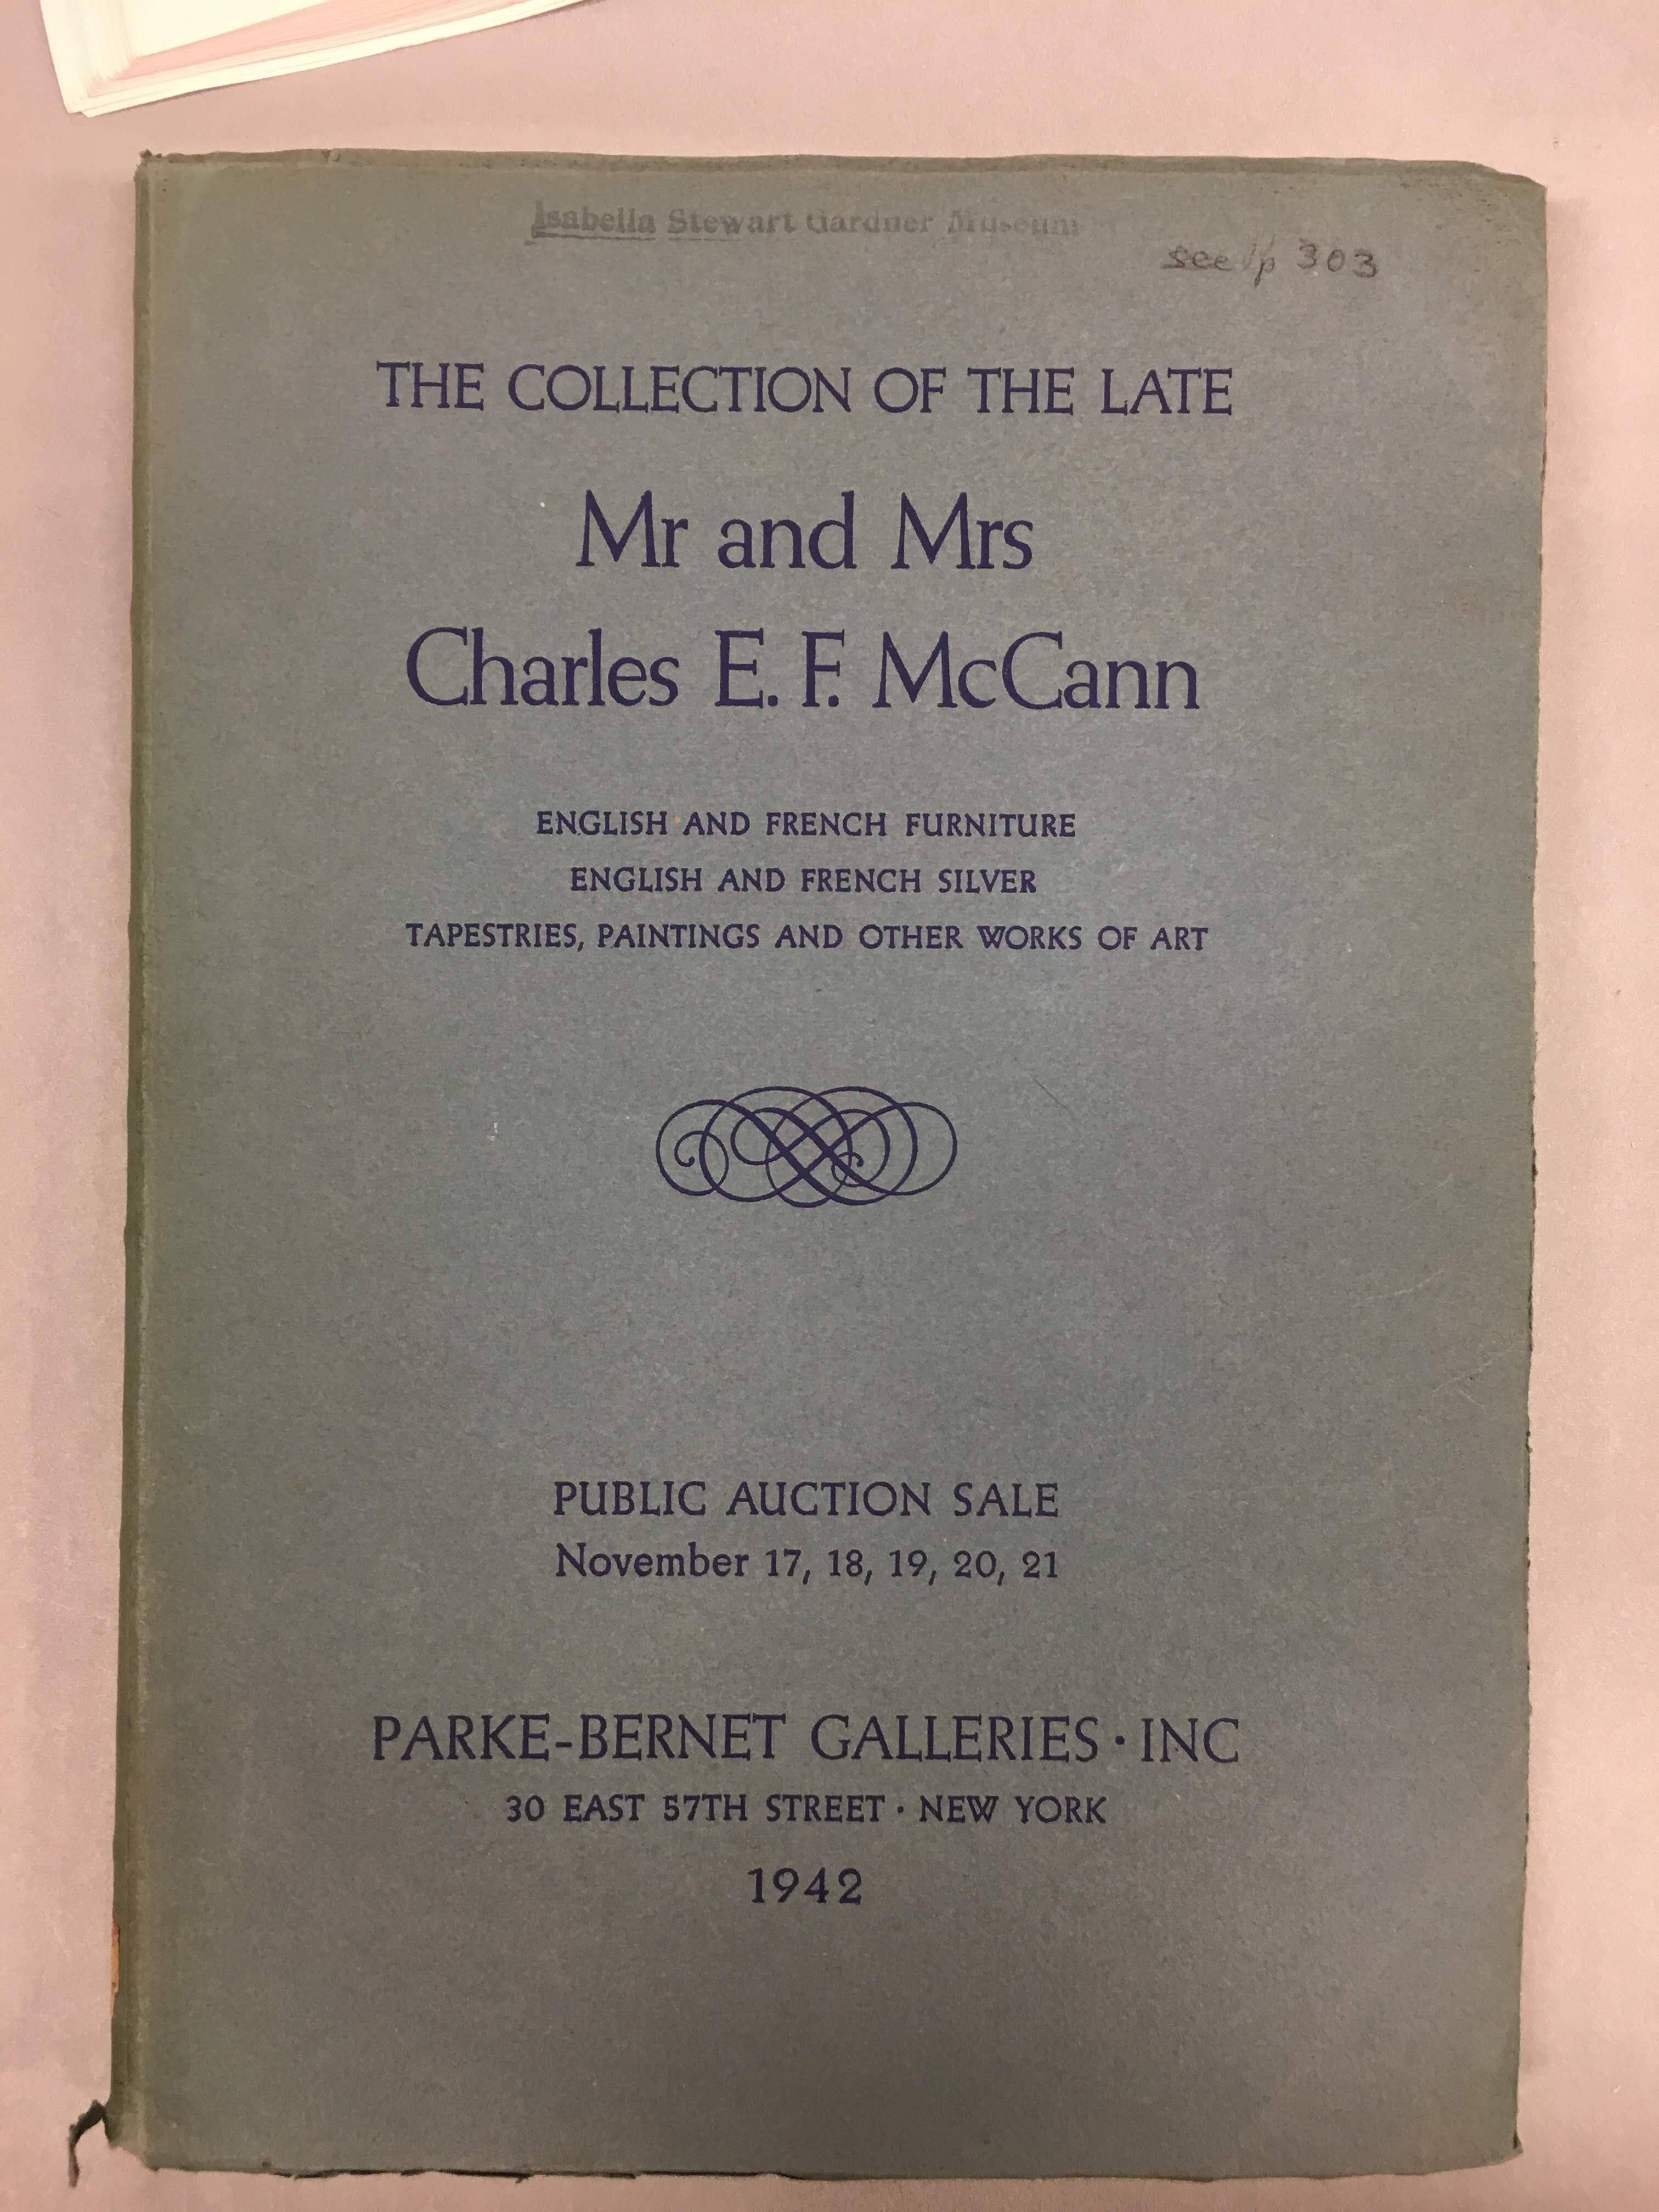 Isabella Stewart Gardner Museum
see p 303
THE COLLECTION OF THE LATE
Mr and Mrs
Charles E. F. McCann
ENGLISH AND FRENCH FURNITURE
ENGLISH AND FRENCH SILVER
TAPESTRIES, PAINTINGS AND OTHER WORKS OF ART
PUBLIC AUCTION SALE
November 17, 18, 19, 20, 21
PARKE-BERNET GALLERIES · INC
30 EAST 57TH STREET · NEW YORK
1942